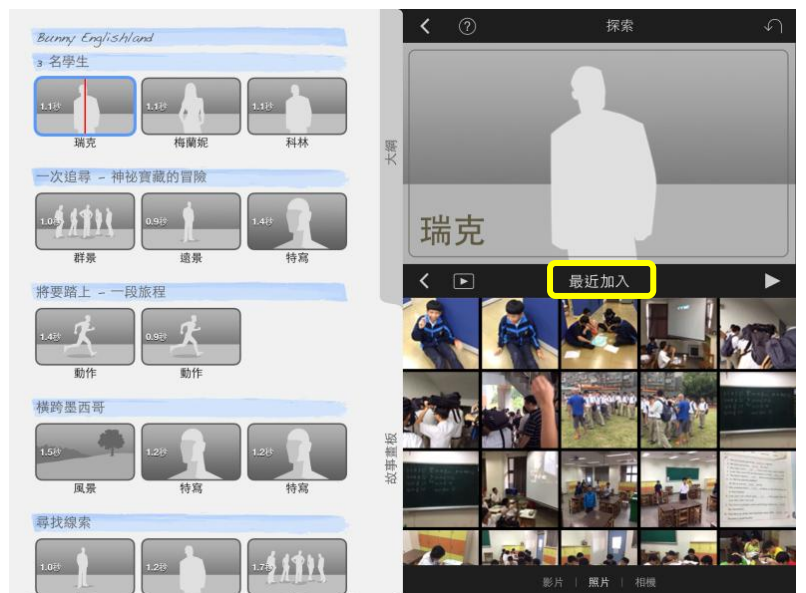 Bunny Englishland
3 名學生
1.1秒
1.1秒
1.1秒
瑞克
梅蘭妮
科林
一次追尋 – 神祕寶藏的冒險
1.0秒
0.9秒
1.4秒
群景
遠景
特寫
將要踏上 – 一段旅程
1.4秒
0.9秒
動作
動作
橫跨墨西哥
1.5秒
1.2秒
1.2秒
風景
特寫
特寫
尋找線索
1.0秒
1.2秒
1.7秒
大綱
故事畫板
探索
瑞克
最近加入
影片 | 照片 | 相機